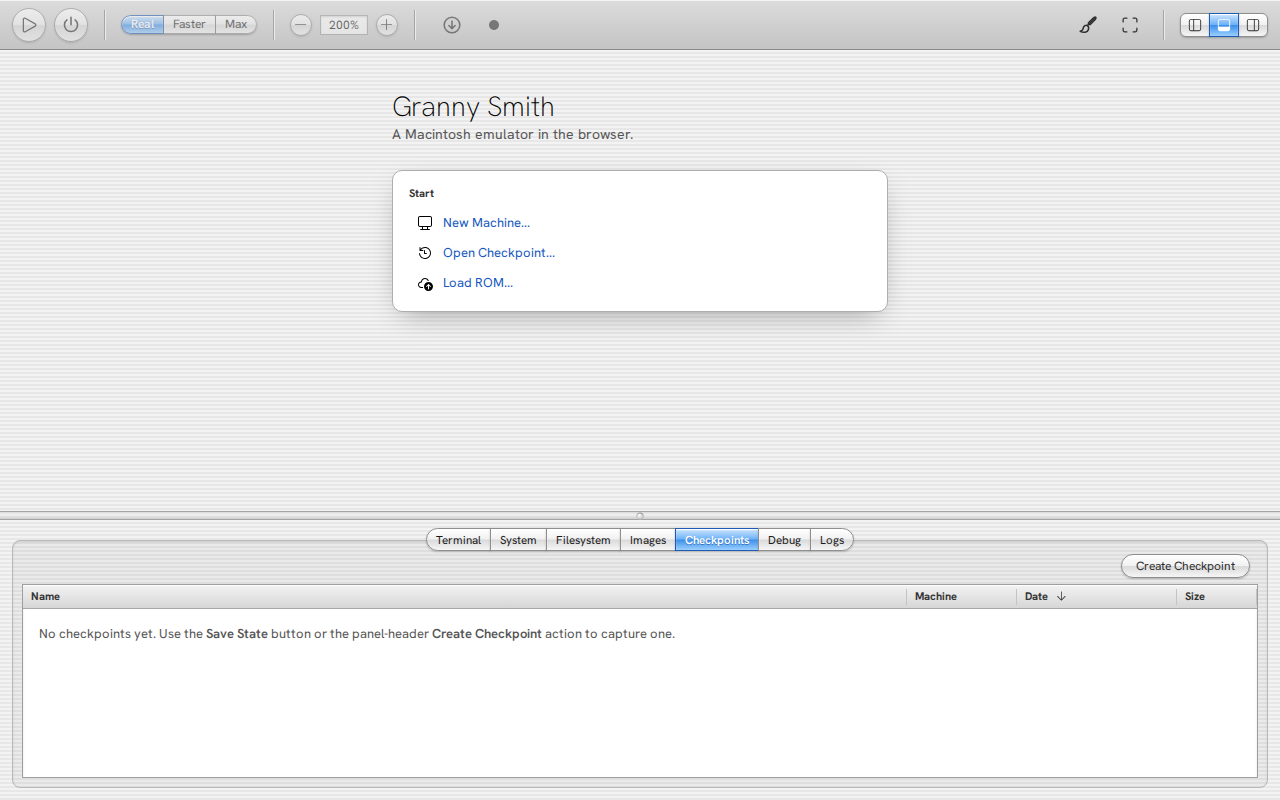 Real Faster Max 200%
Granny Smith
A Macintosh emulator in the browser.
Start
New Machine...
Open Checkpoint...
Load ROM...
Terminal System Filesystem Images Checkpoints Debug Logs
Create Checkpoint
Name Machine Date Size
No checkpoints yet. Use the Save State button or the panel-header Create Checkpoint action to capture one.